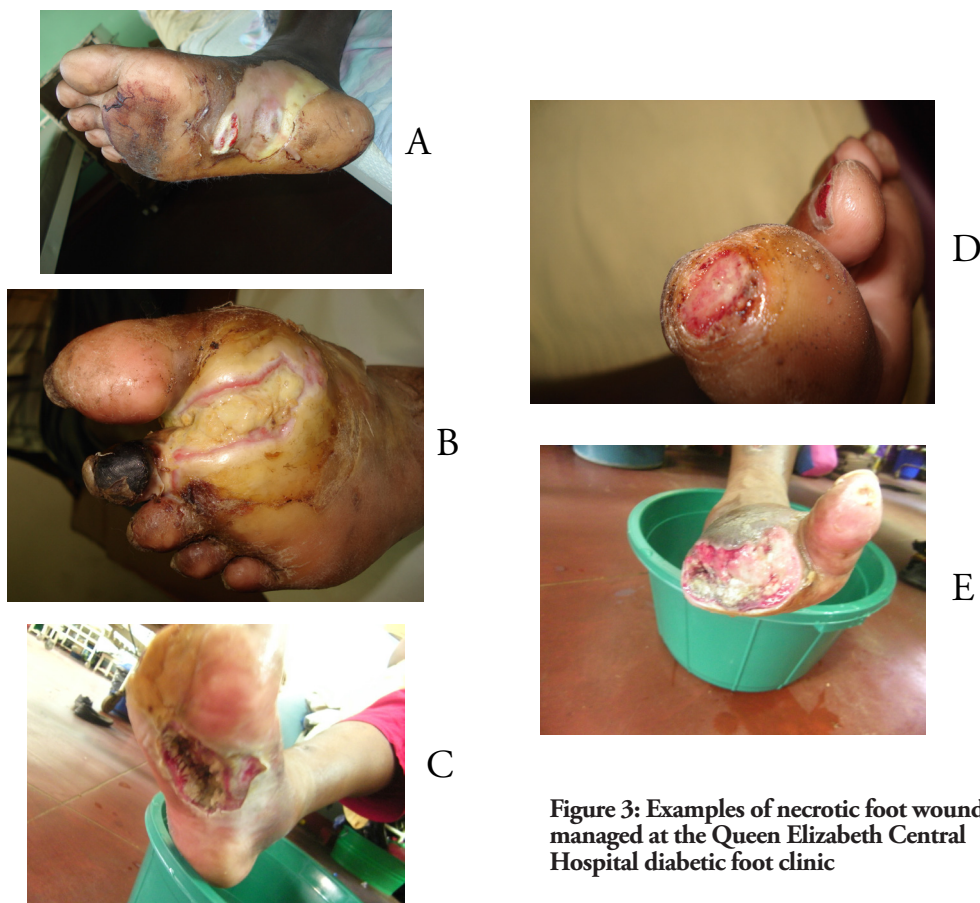 A
B
C
D
E
Figure 3: Examples of necrotic foot wound
managed at the Queen Elizabeth Central
Hospital diabetic foot clinic